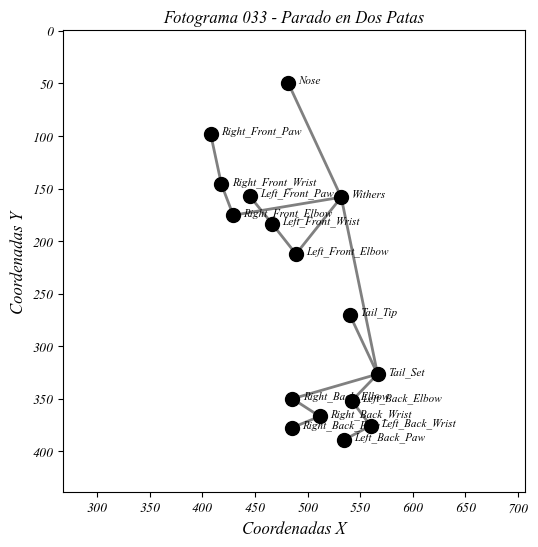 Fotograma 033 - Parado en Dos Patas
0
50
Nose
100
Right_Front_Paw
150
Right_Front_Wrist
Left_Front_Paw
Withers
Right_Front_Elbow
200
Left_Front_Wrist
Left_Front_Elbow
250
Tail_Tip
300
Tail_Set
350
Right_Back_Elbow
Left_Back_Elbow
Right_Back_Wrist
Left_Back_Wrist
Right_Back_Paw
Left_Back_Paw
400
Coordenadas Y
300 350 400 450 500 550 600 650 700
Coordenadas X